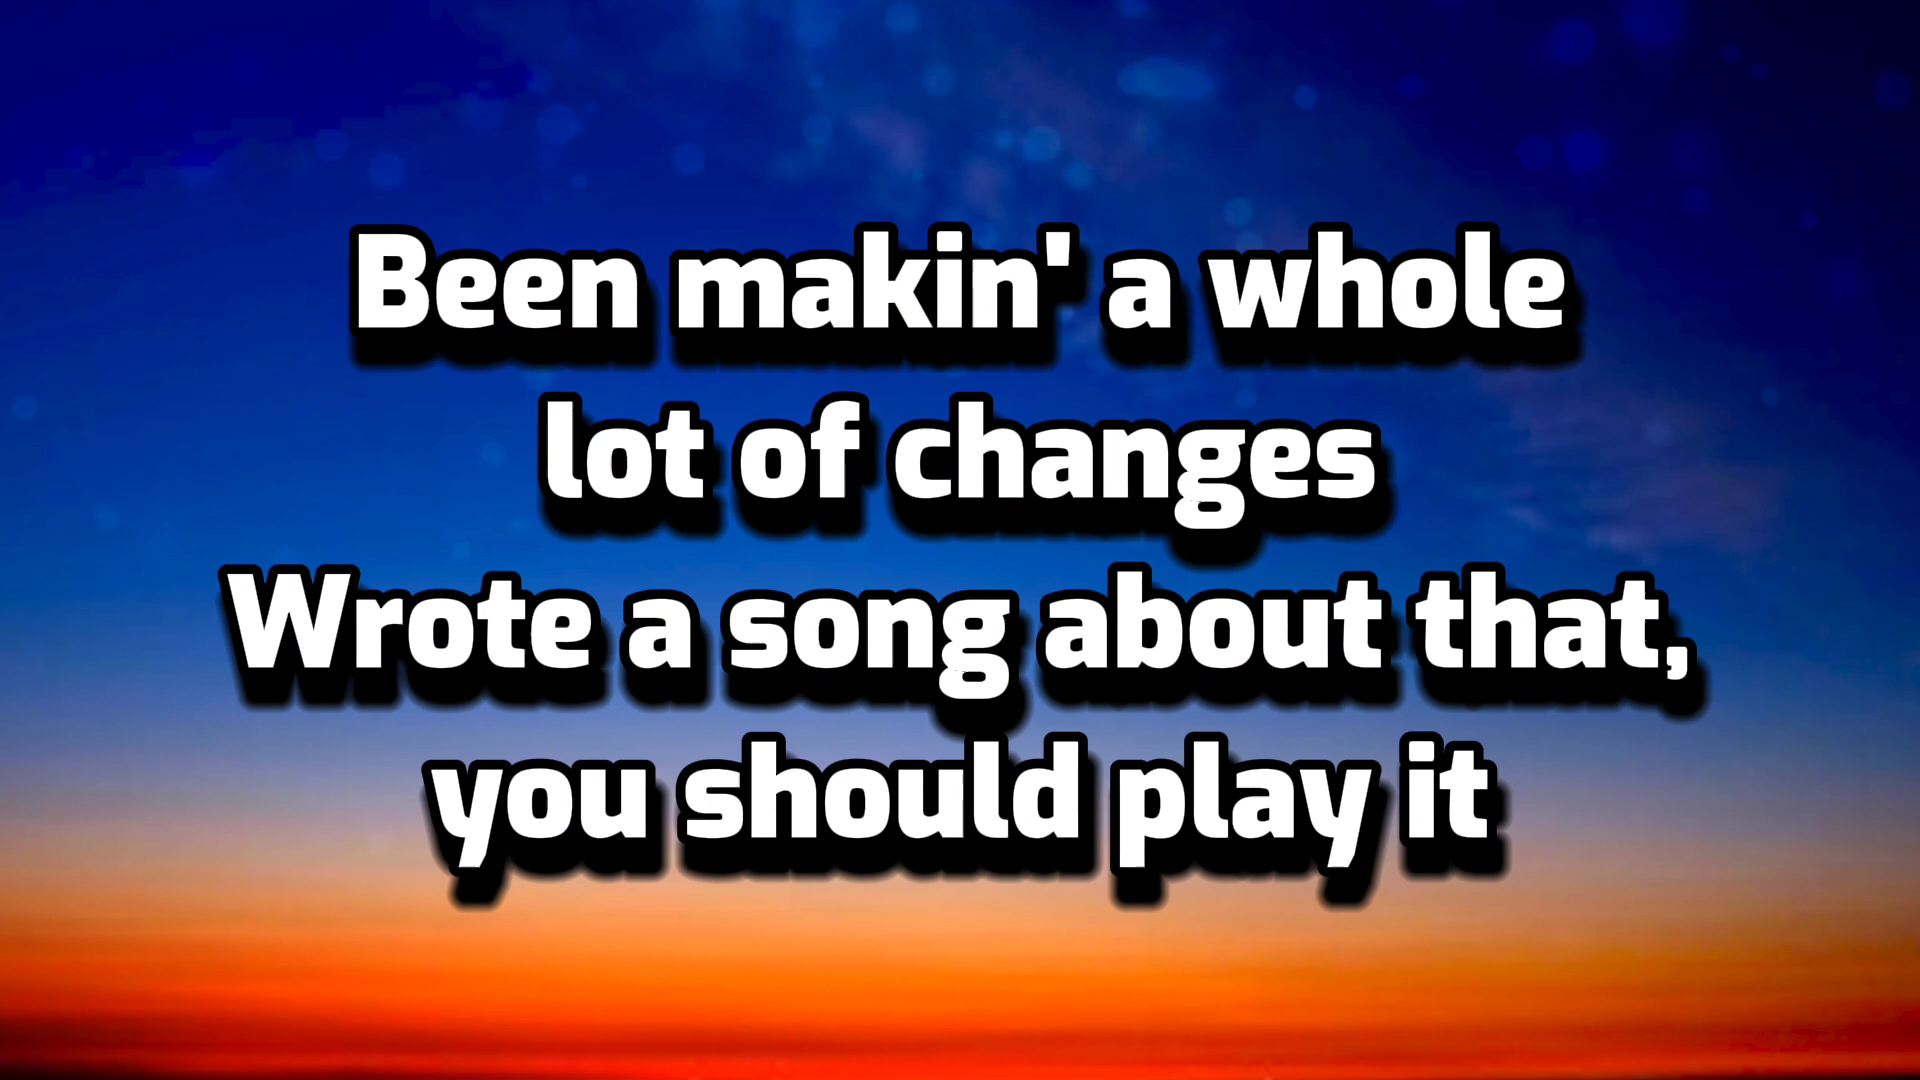 Been makin' a whole
lot of changes
Wrote a song about that,
you should play it